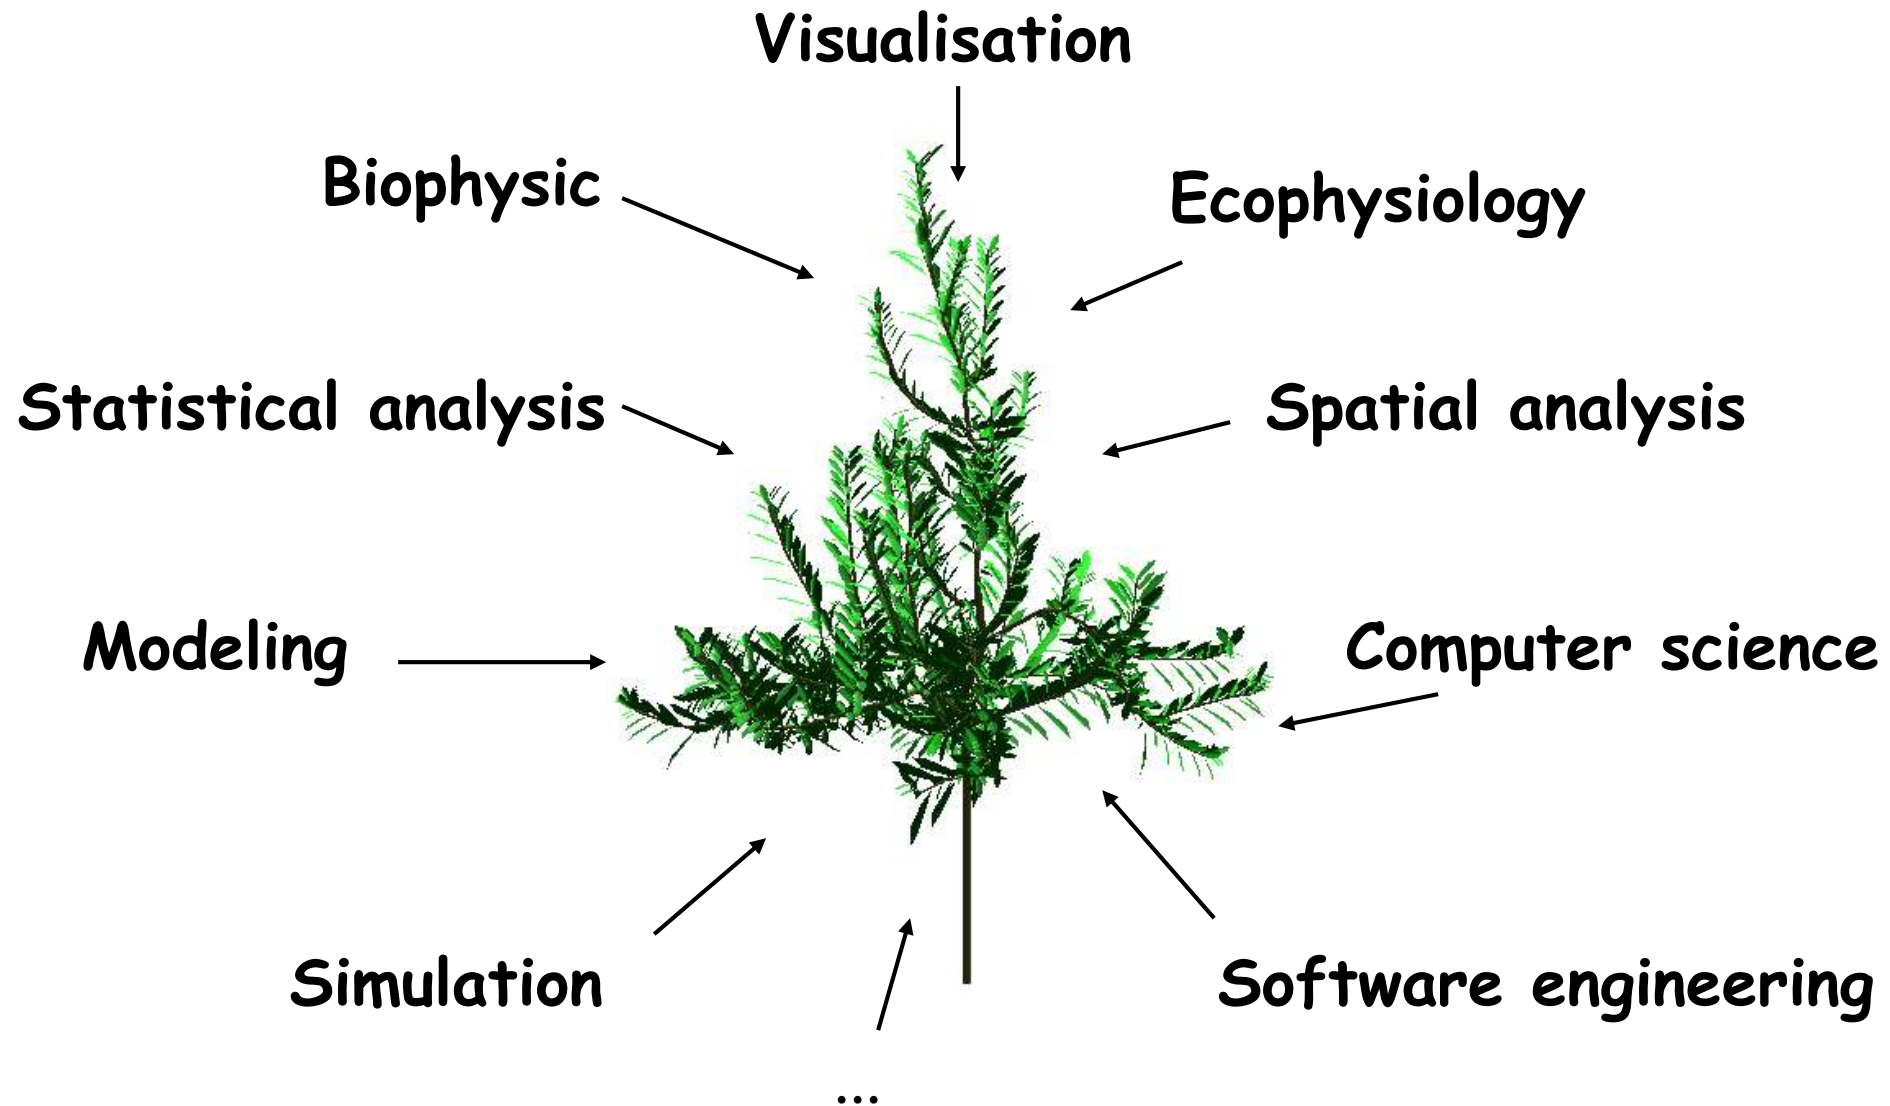 Visualisation
Biophysic
Ecophysiology
Statistical analysis
Spatial analysis
Modeling
Computer science
Simulation
Software engineering
...